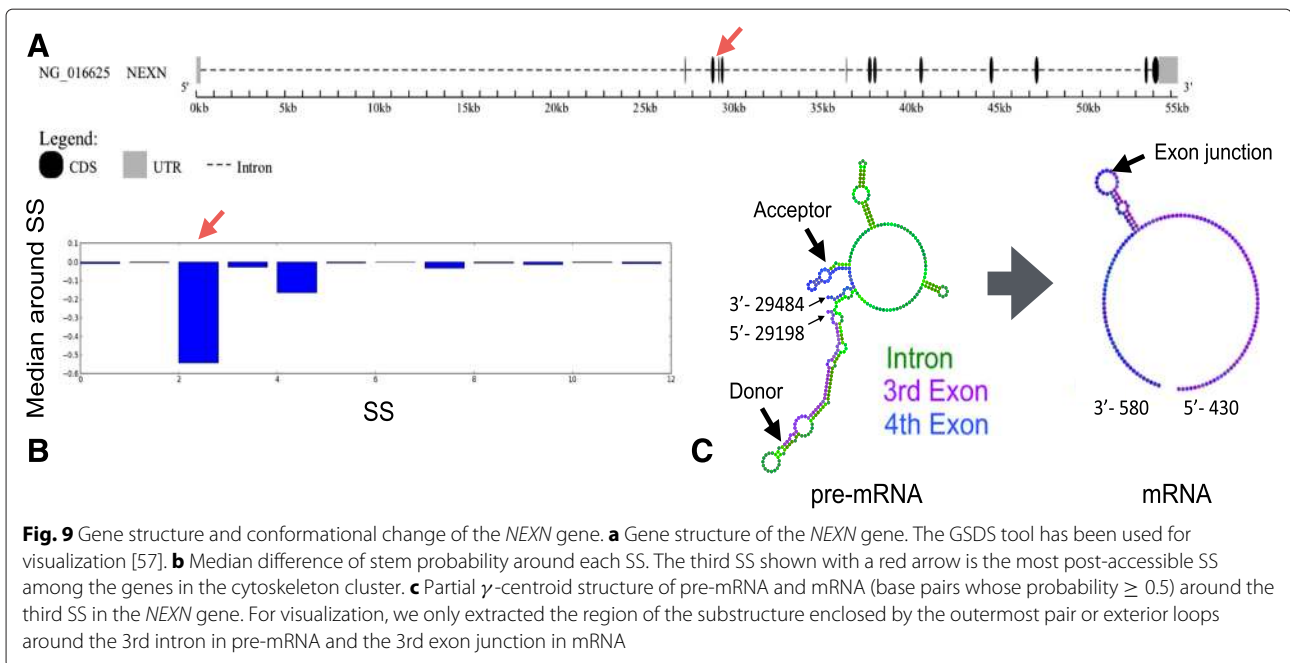 A
NG_016625 NEXN
5'
3'
0kb 5kb 10kb 15kb 20kb 25kb 30kb 35kb 40kb 45kb 50kb 55kb
Legend:
CDS UTR Intron
Median around SS
0.1
0.0
−0.1
−0.2
−0.3
−0.4
−0.5
−0.6
0 2 4 6 8 10 12
SS
B
Acceptor
3’- 29484
5’- 29198
Donor
Intron
3rd Exon
4th Exon
C
pre-mRNA
Exon junction
3’- 580 5’- 430
mRNA
Fig. 9 Gene structure and conformational change of the NEXN gene. a Gene structure of the NEXN gene. The GSDS tool has been used for
visualization [57]. b Median difference of stem probability around each SS. The third SS shown with a red arrow is the most post-accessible SS
among the genes in the cytoskeleton cluster. c Partial γ-centroid structure of pre-mRNA and mRNA (base pairs whose probability ≥ 0.5) around the
third SS in the NEXN gene. For visualization, we only extracted the region of the substructure enclosed by the outermost pair or exterior loops
around the 3rd intron in pre-mRNA and the 3rd exon junction in mRNA